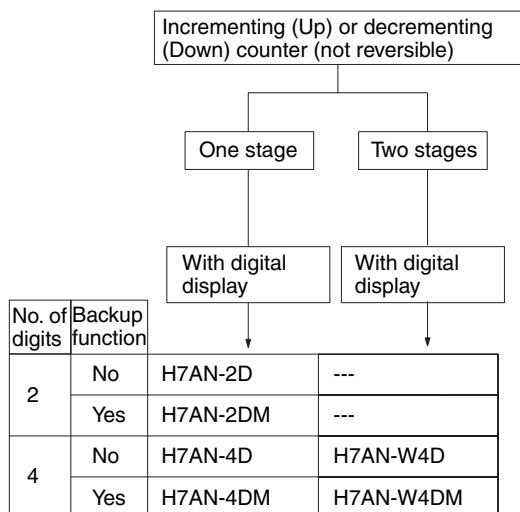 Incrementing (Up) or decrementing
(Down) counter (not reversible)
One stage
Two stages
With digital
display
With digital
display
No. of
digits
Backup
function
2
No
H7AN-2D
---
Yes
H7AN-2DM
---
4
No
H7AN-4D
H7AN-W4D
Yes
H7AN-4DM
H7AN-W4DM